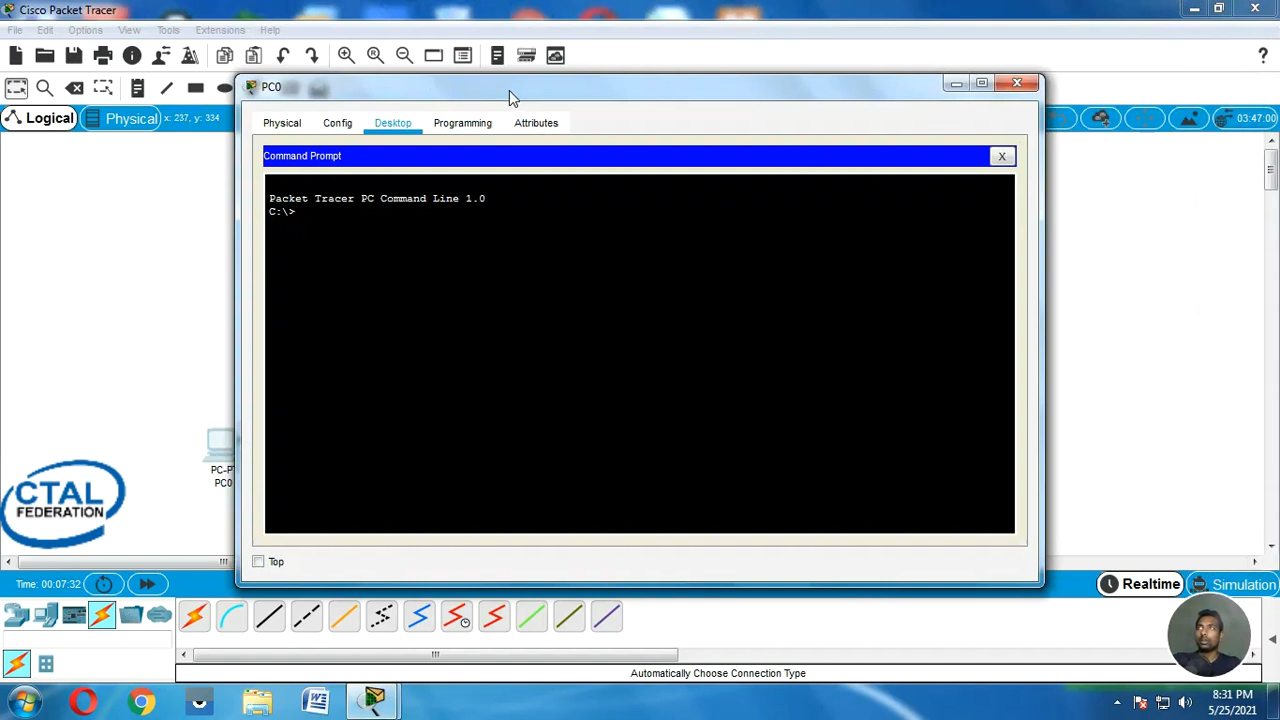 Cisco Packet Tracer
File Edit Options View Tools Extensions Help
?
PC0
Logical
Physical
x: 237, y: 334
03:47:00
Physical Config Desktop Programming Attributes
Command Prompt
X
Packet Tracer PC Command Line 1.0
C:\>
PC-P
PC0
CTAL
FEDERATION
Top
Time: 00:07:32
Realtime
Simulation
Automatically Choose Connection Type
8:31 PM
5/25/2021